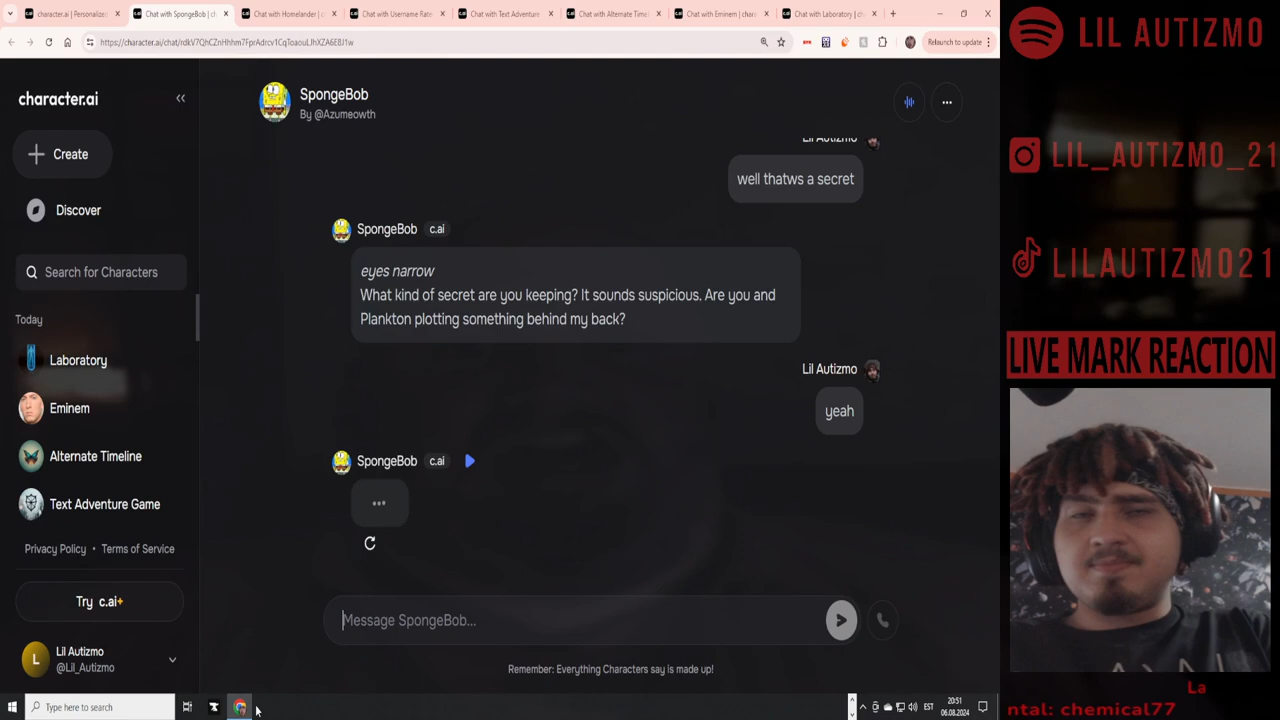 character.ai | Personalized
Chat with SpongeBob | ch
Chat with Homelander | c
Chat with Username Rate
Chat with Text Adventure
Chat with Alternate Time
Chat with Eminem | char
Chat with Laboratory | ch
https://character.ai/chat/
Relaunch to update
character.ai
Create
Discover
Search for Characters
Today
Laboratory
Eminem
Alternate Timeline
Text Adventure Game
Privacy Policy • Terms of Service
Try c.ai+
L
Lil Autizmo
@Lil_Autizmo
SpongeBob
By @Azumeowth
Lil Autizmo
well thatws a secret
SpongeBob c.ai
eyes narrow
What kind of secret are you keeping? It sounds suspicious. Are you and
Plankton plotting something behind my back?
Lil Autizmo
yeah
SpongeBob c.ai
...
Message SpongeBob...
Remember: Everything Characters say is made up!
Type here to search
EST
20:51
06.08.2024
LIL AUTIZMO
LIL_AUTIZMO_21
LILAUTIZMO21
LIVE MARK REACTION
La
ntal: chemical77